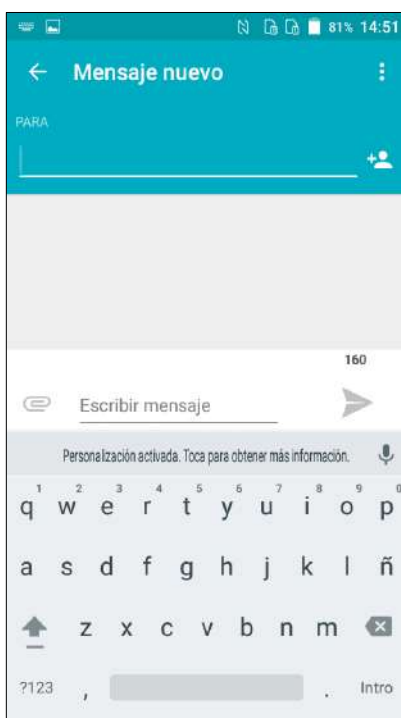 81% 14:51
Mensaje nuevo
PARA
160
Escribir mensaje
Personalización activada. Toca para obtener más información.
1 2 3 4 5 6 7 8 9 0
q w e r t y u i o p
a s d f g h j k l ñ
z x c v b n m
?123 , . Intro